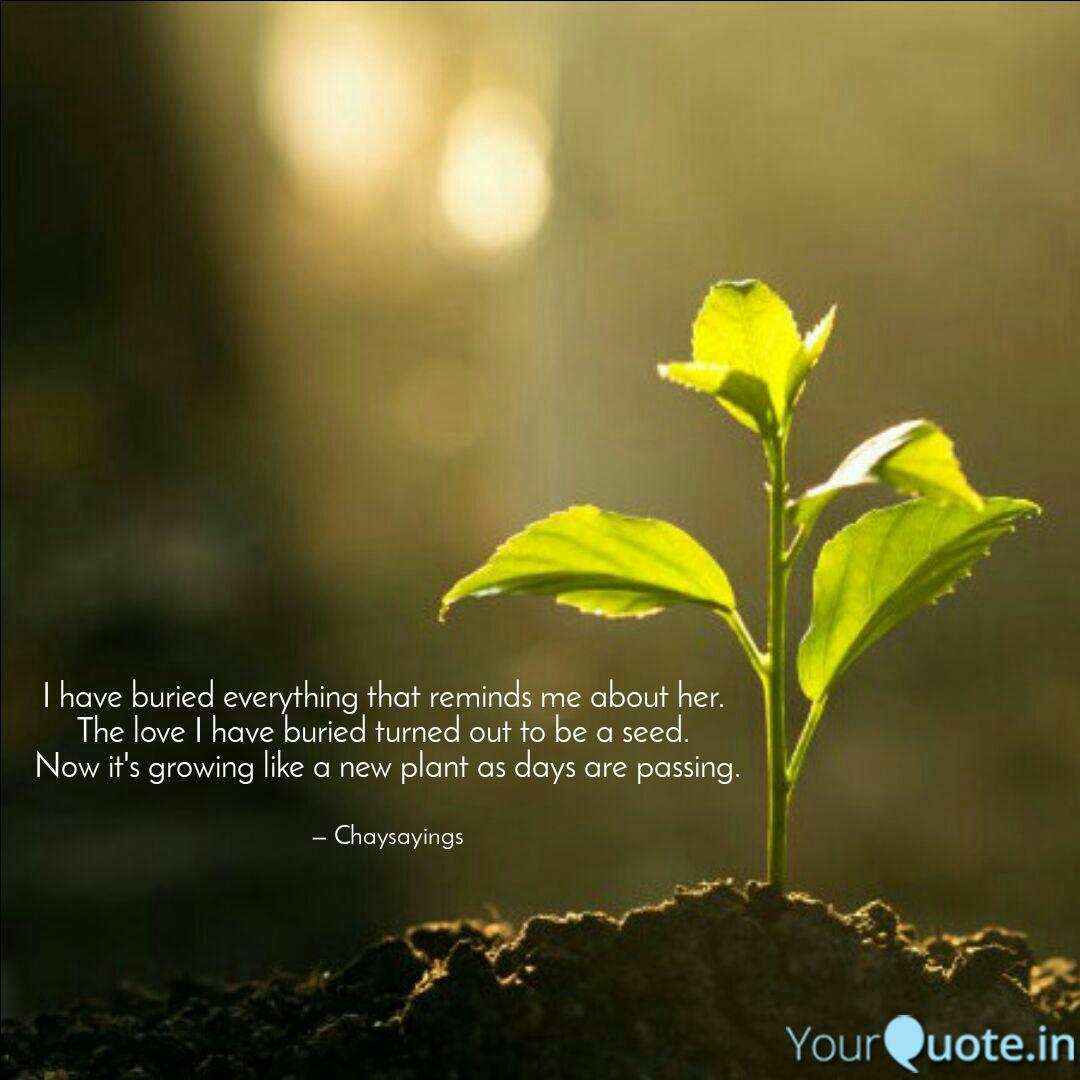 I have buried everything that reminds me about her.
The love I have buried turned out to be a seed.
Now it's growing like a new plant as days are passing.
– Chaysayings
YourQuote.in